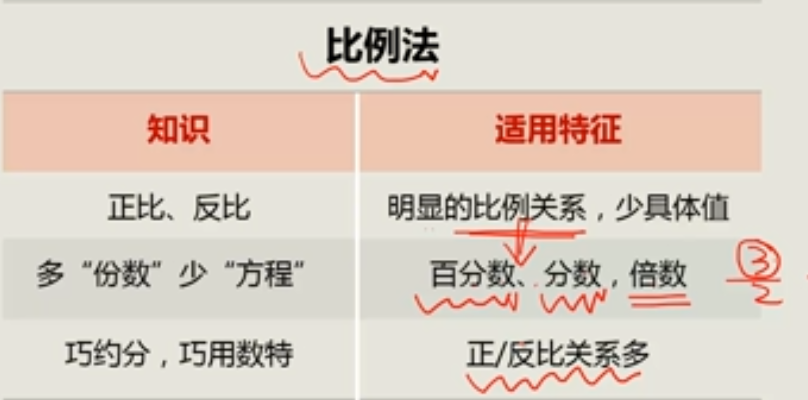 比例法
知识 适用特征
正比、反比 明显的比例关系，少具体值
多“份数”少“方程” 百分数、分数，倍数 3/2
巧约分，巧用数特 正/反比关系多